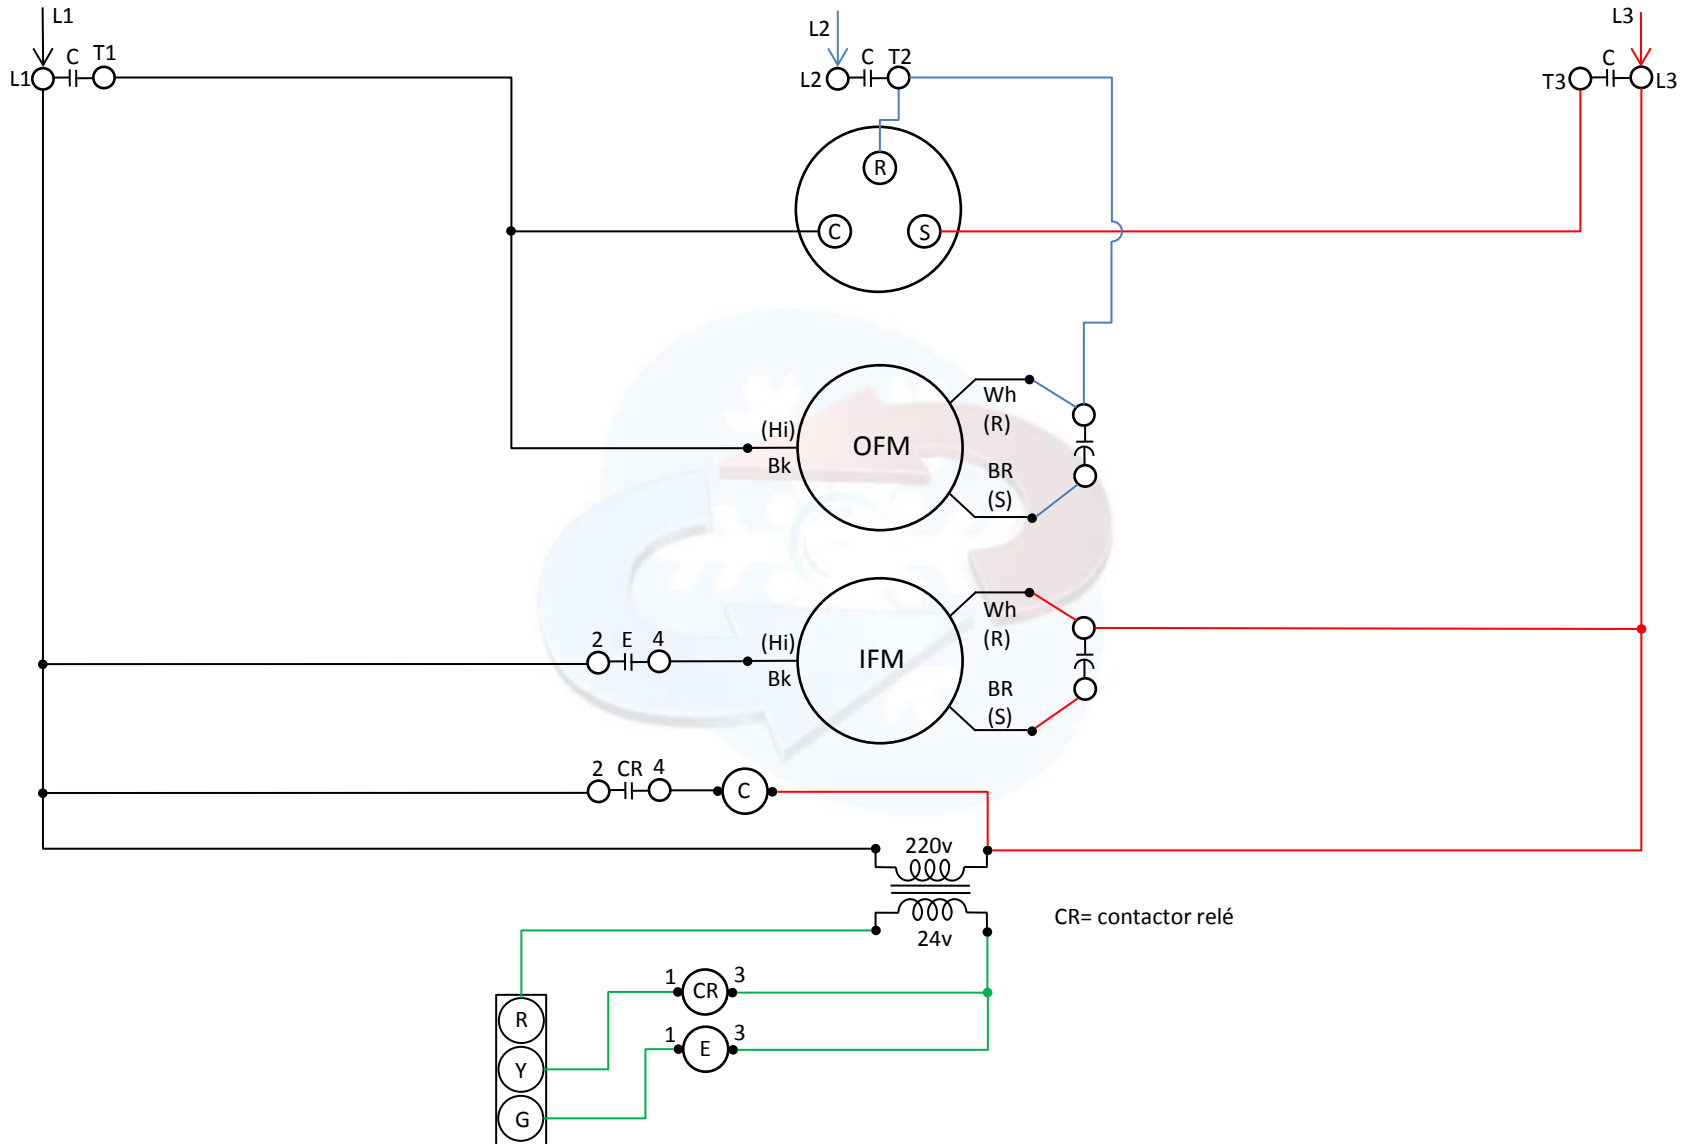 L1 L2 L3
L1 C T1 L2 C T2 T3 C L3
R
C S
Wh
(R)
(Hi) OFM
Bk
BR
(S)
Wh
(R)
2 E 4 (Hi) IFM
Bk
BR
(S)
2 CR 4 C
220v
24v CR= contactor relé
1 CR 3
R
1 E 3
Y
G